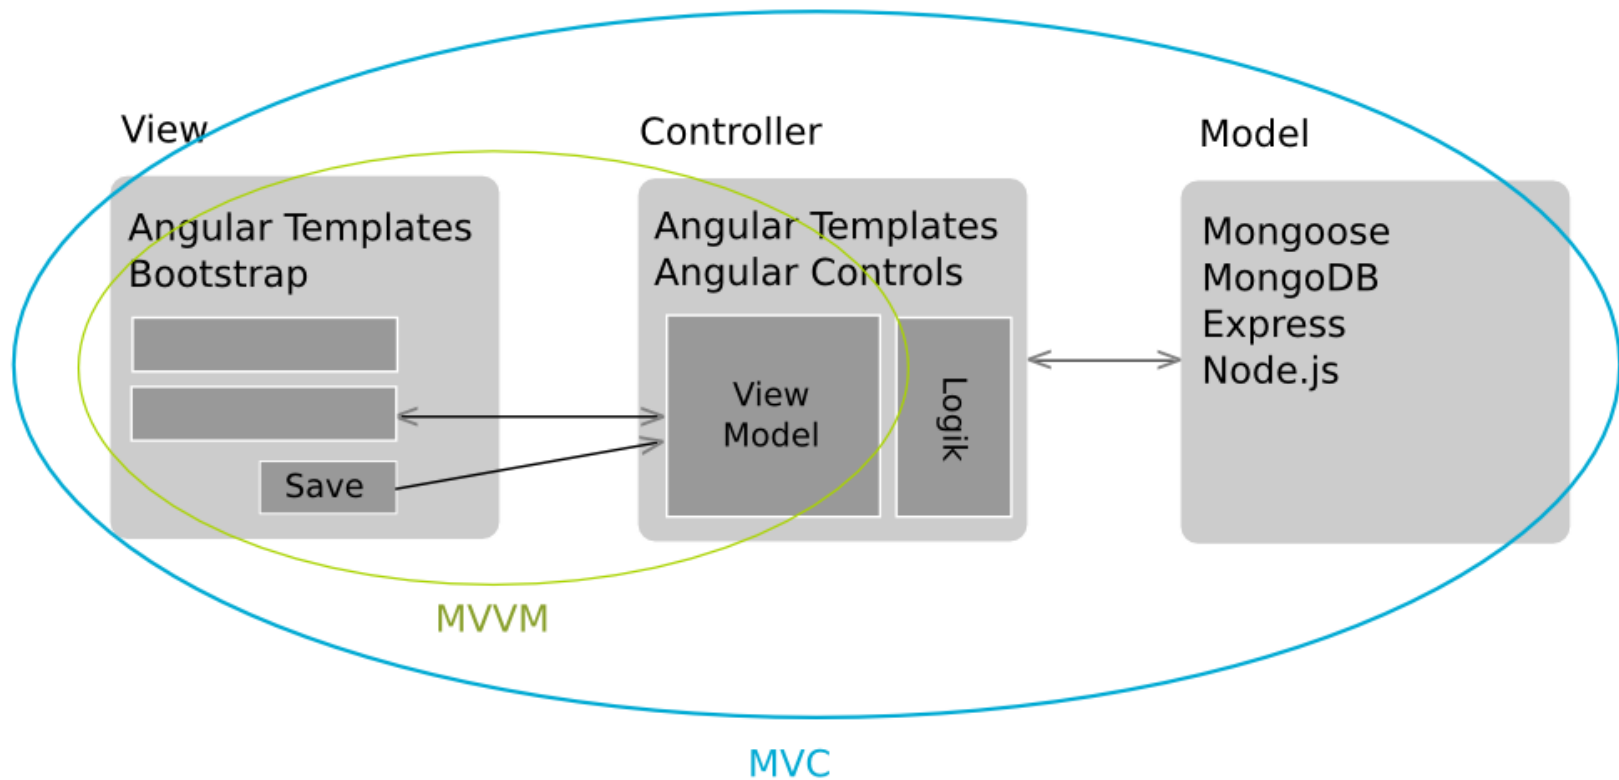 View
Angular Templates
Bootstrap
Save
Controller
Angular Templates
Angular Controls
View
Model
Logik
Model
Mongoose
MongoDB
Express
Node.js
MVVM
MVC